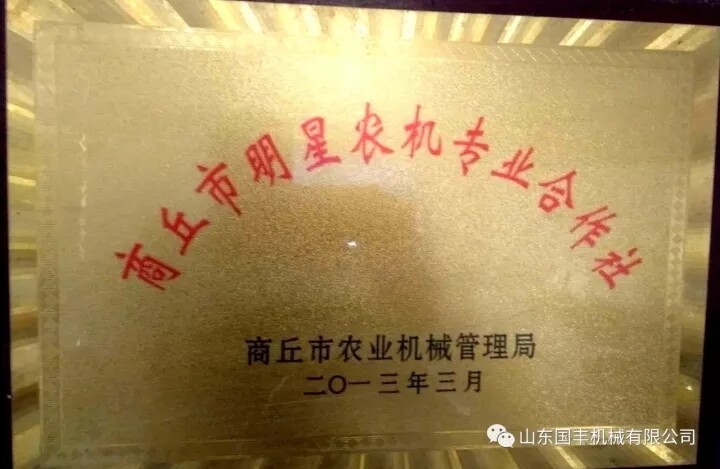 商丘市明星农机专业合作社
商丘市农业机械管理局
二〇一三年三月
山东国丰机械有限公司